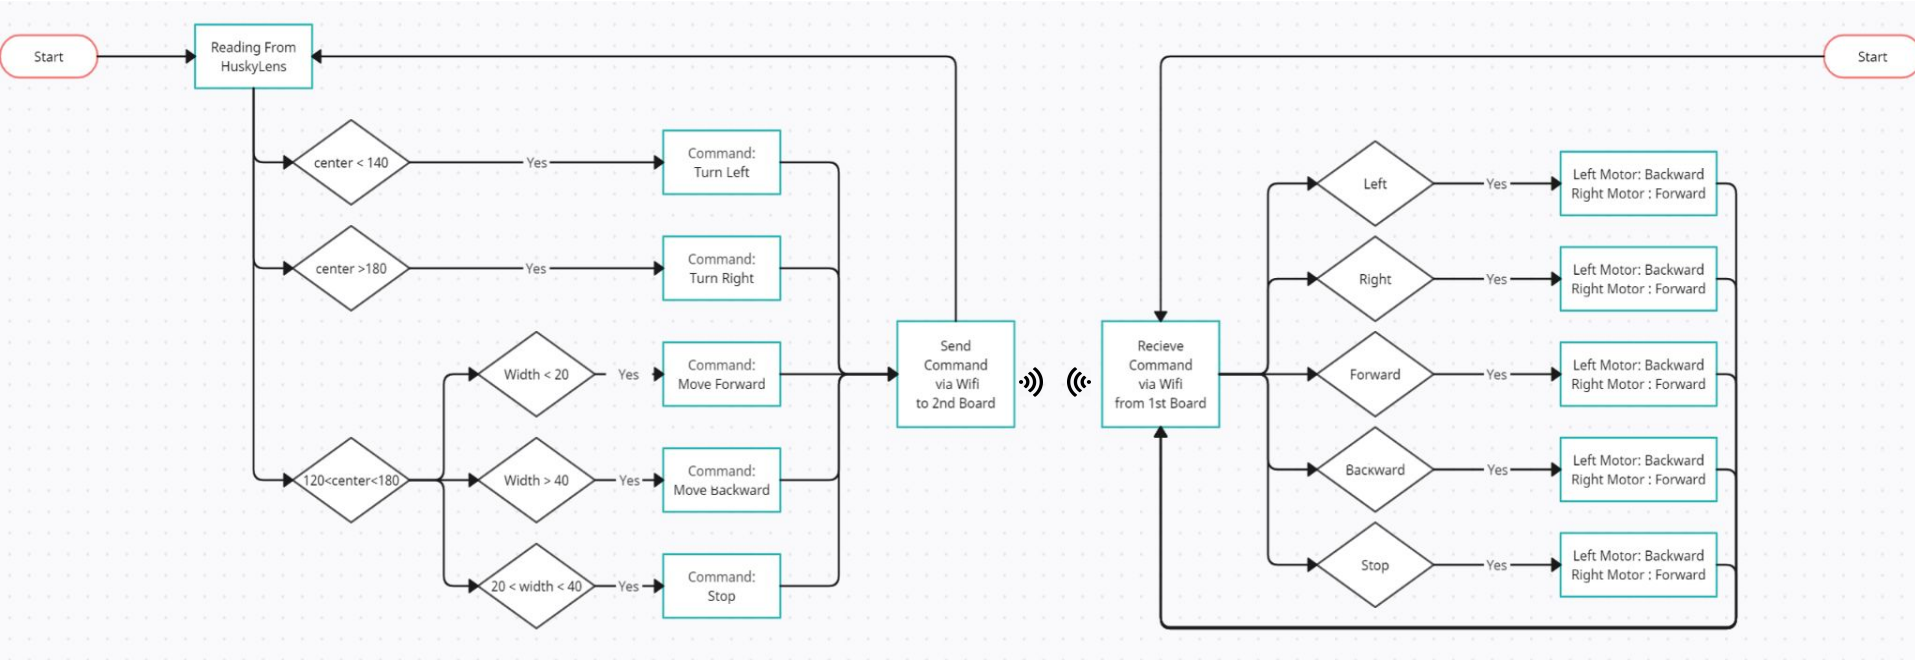 Start
Reading From
HuskyLens
center < 140
Yes
Command:
Turn Left
center >180
Yes
Command:
Turn Right
120<center<180
Width < 20
Yes
Command:
Move Forward
Width > 40
Yes
Command:
Move Backward
20 < width < 40
Yes
Command:
Stop
Send
Command
via Wifi
to 2nd Board
Start
Recieve
Command
via Wifi
from 1st Board
Left
Yes
Left Motor: Backward
Right Motor : Forward
Right
Yes
Left Motor: Backward
Right Motor : Forward
Forward
Yes
Left Motor: Backward
Right Motor : Forward
Backward
Yes
Left Motor: Backward
Right Motor : Forward
Stop
Yes
Left Motor: Backward
Right Motor : Forward